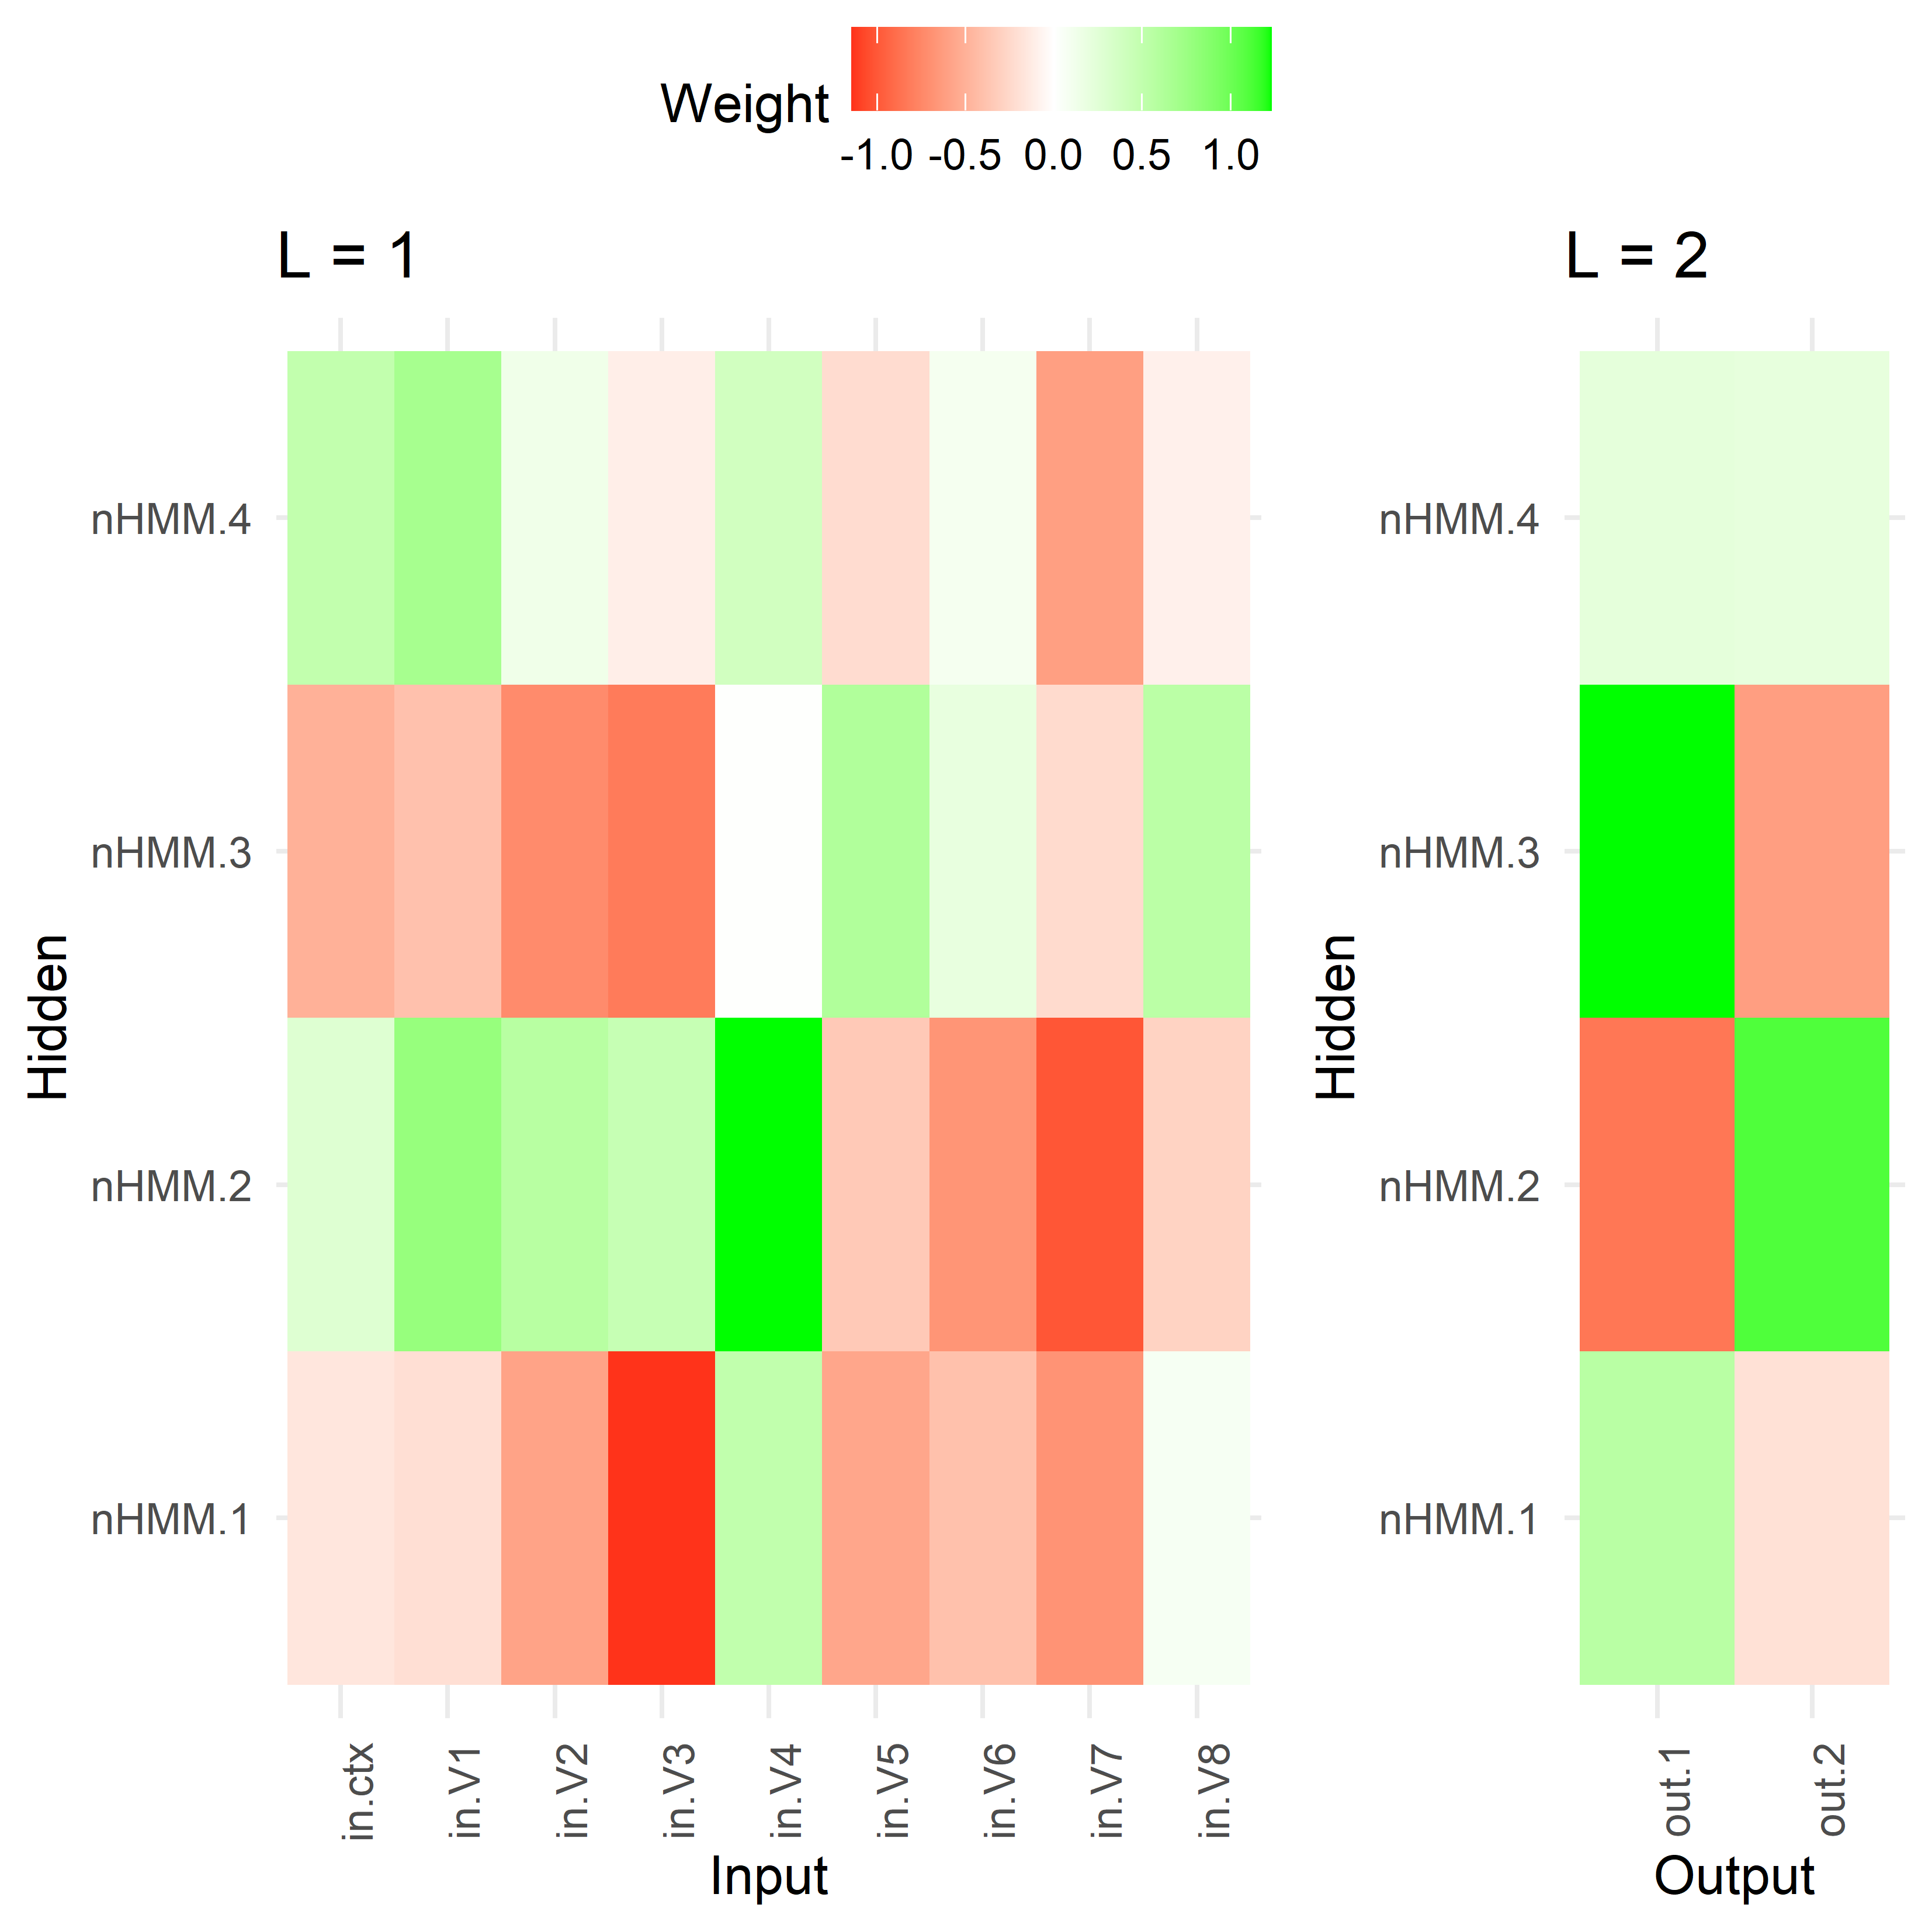 Weight
-1.0 -0.5 0.0 0.5 1.0
L = 1
L = 2
Hidden
nHMM.4
nHMM.3
nHMM.2
nHMM.1
in.ctx in.V1 in.V2 in.V3 in.V4 in.V5 in.V6 in.V7 in.V8
Input
Hidden
nHMM.4
nHMM.3
nHMM.2
nHMM.1
out.1 out.2
Output